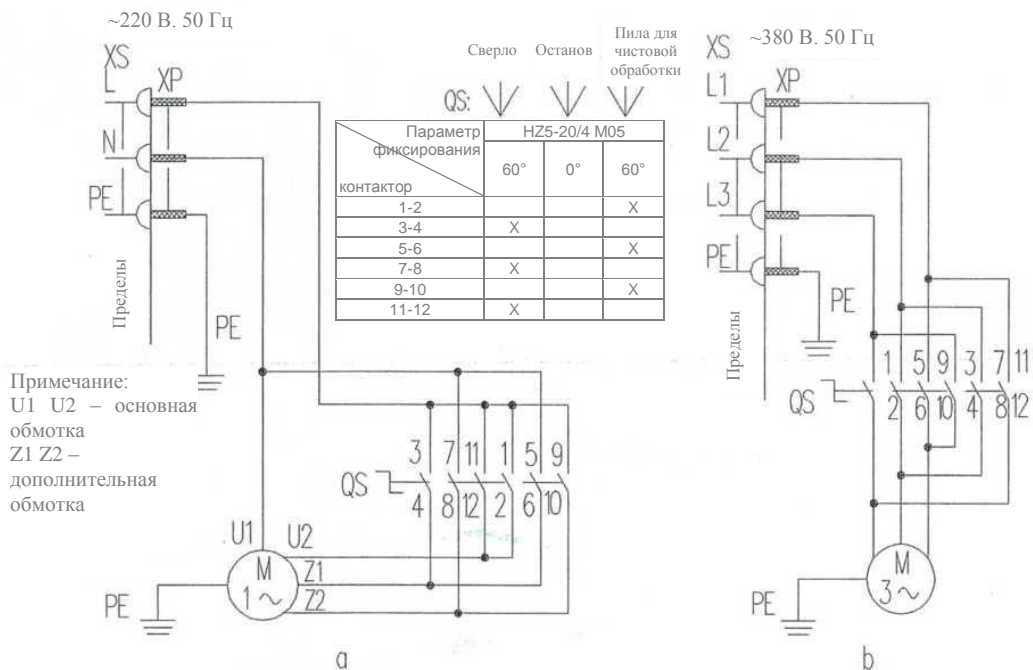 ~220 В. 50 Гц
XS
L
XP
N
PE
Пределы
PE
Сверло Останов Пила для чистовой обработки
QS:
Параметр фиксирования
контактор
HZ5-20/4 M05
60° 0° 60°
1-2 X
3-4 X
5-6 X
7-8 X
9-10 X
11-12 X
Примечание:
U1 U2 – основная
обмотка
Z1 Z2 –
дополнительная
обмотка
3 7 11 1 5 9
QS
4 8 12 2 6 10
U1 U2
M
1 ~
Z1
Z2
PE
a
~380 В. 50 Гц
XS
L1
XP
L2
L3
PE
Пределы
PE
1 5 9 3 7 11
QS
2 6 10 4 8 12
M
3 ~
PE
b